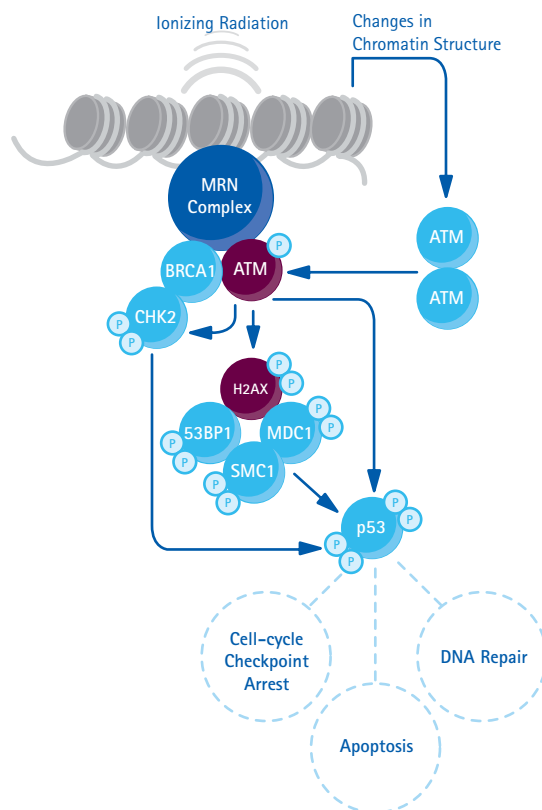 Ionizing Radiation
Changes in
Chromatin Structure
MRN
Complex
ATM
ATM
BRCA1
ATM
P
CHK2
P
P
H2AX
P
P
53BP1
P
P
MDC1
P
P
SMC1
P
P
p53
P
P
P
P
Cell-cycle
Checkpoint
Arrest
DNA Repair
Apoptosis